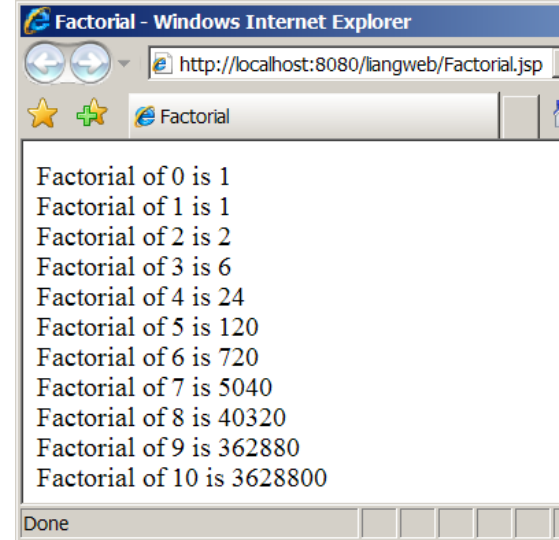 Factorial - Windows Internet Explorer
http://localhost:8080/liangweb/Factorial.jsp
Factorial
Factorial of 0 is 1
Factorial of 1 is 1
Factorial of 2 is 2
Factorial of 3 is 6
Factorial of 4 is 24
Factorial of 5 is 120
Factorial of 6 is 720
Factorial of 7 is 5040
Factorial of 8 is 40320
Factorial of 9 is 362880
Factorial of 10 is 3628800
Done